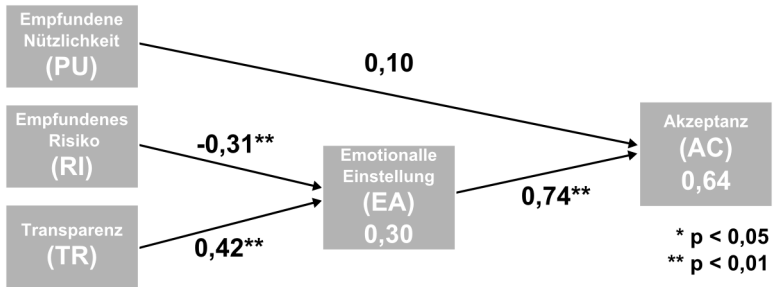 Empfundene
Nützlichkeit
(PU)
0,10
Empfundenes
Risiko
(RI)
-0,31**
Emotionalle
Einstellung
(EA)
0,30
Akzeptanz
(AC)
0,64
0,74**
Transparenz
(TR)
0,42**
* p < 0,05
** p < 0,01